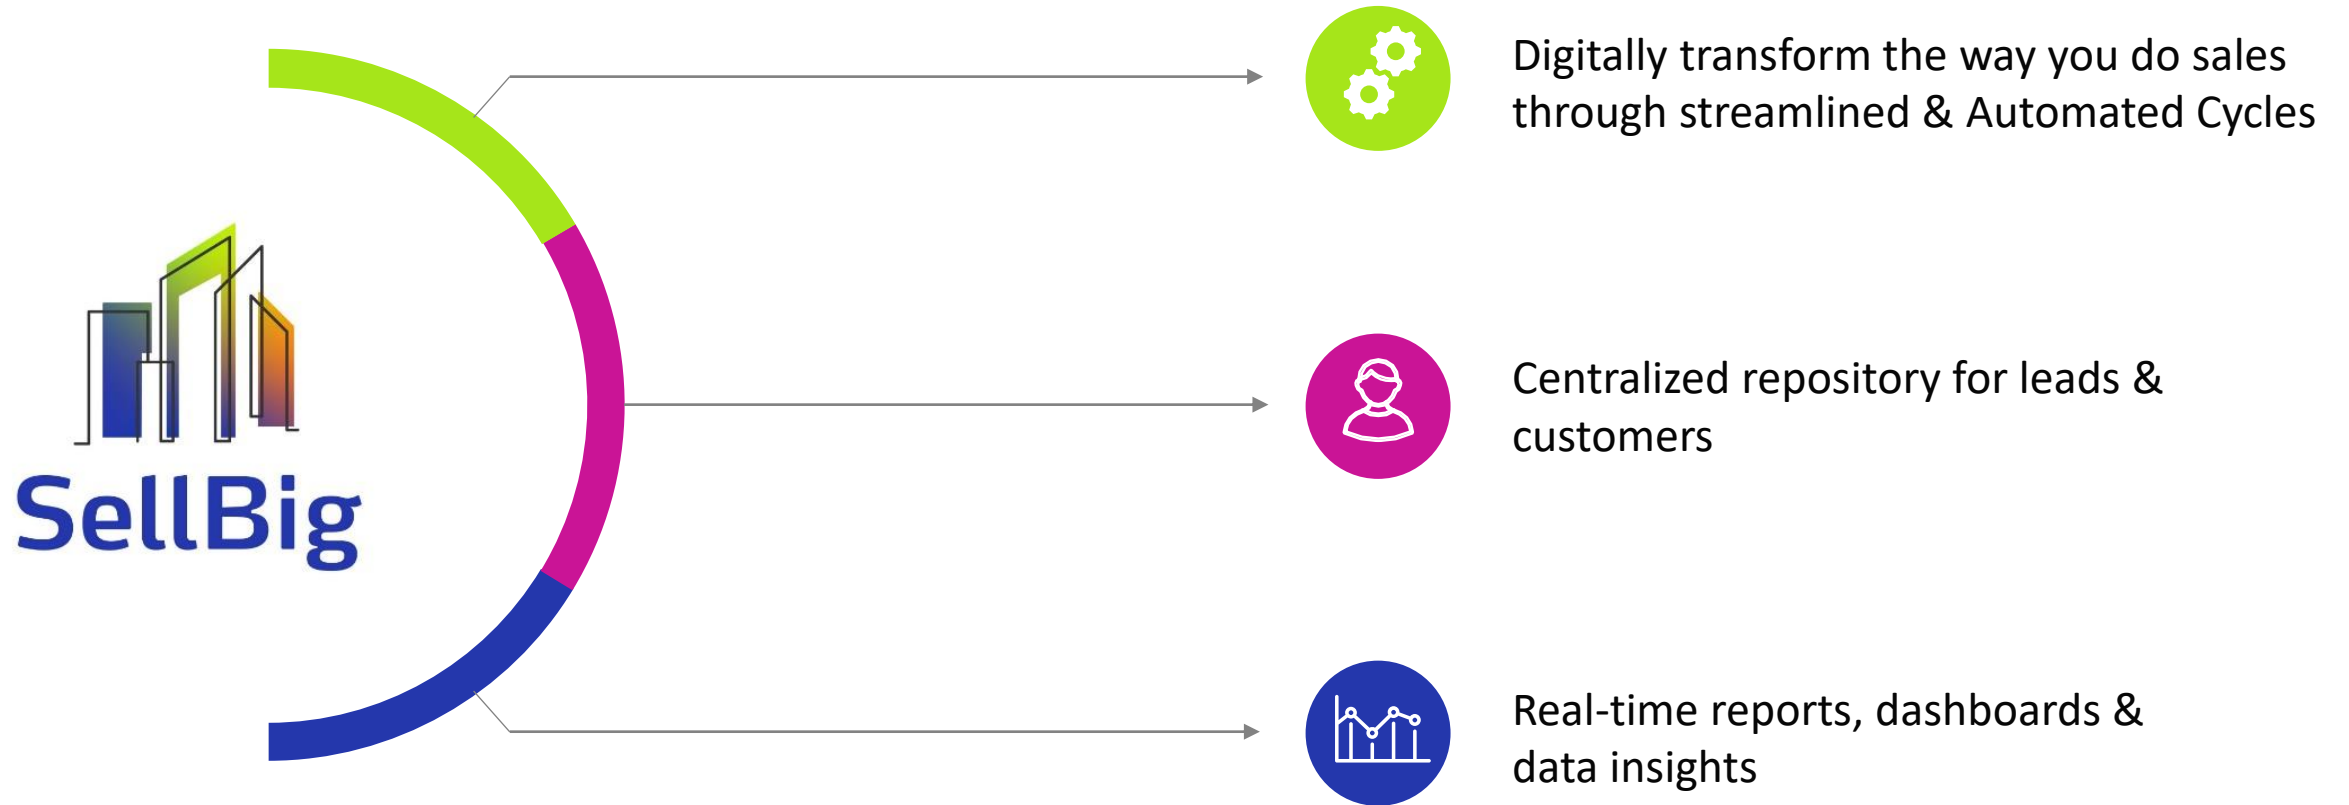 Digitally transform the way you do sales
through streamlined & Automated Cycles
SellBig
Centralized repository for leads &
customers
Real-time reports, dashboards &
data insights